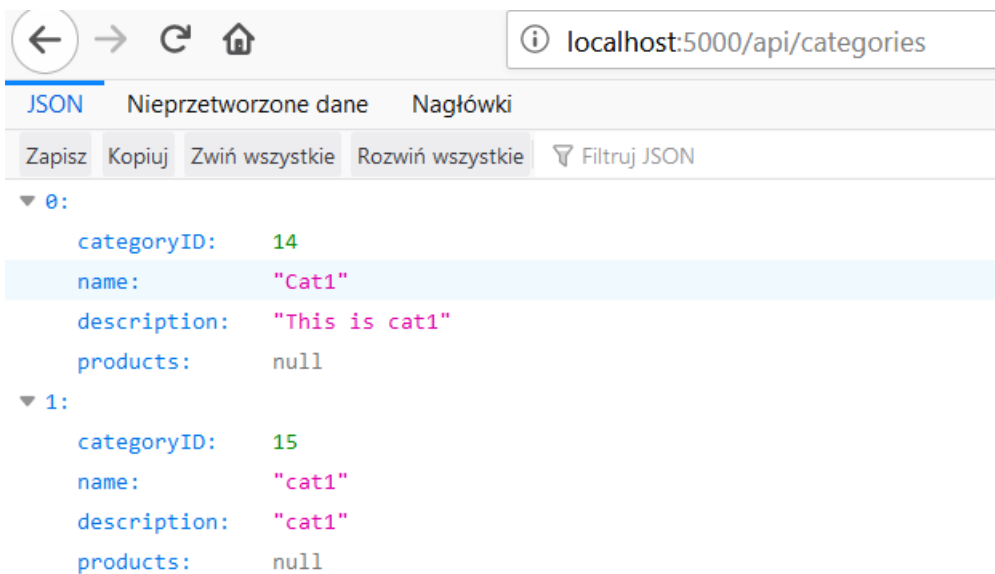 localhost:5000/api/categories
JSON Nieprzetworzone dane Nagłówki
Zapisz Kopiuj Zwiń wszystkie Rozwiń wszystkie Filtruj JSON
0:
categoryID: 14
name: "Cat1"
description: "This is cat1"
products: null
1:
categoryID: 15
name: "cat1"
description: "cat1"
products: null